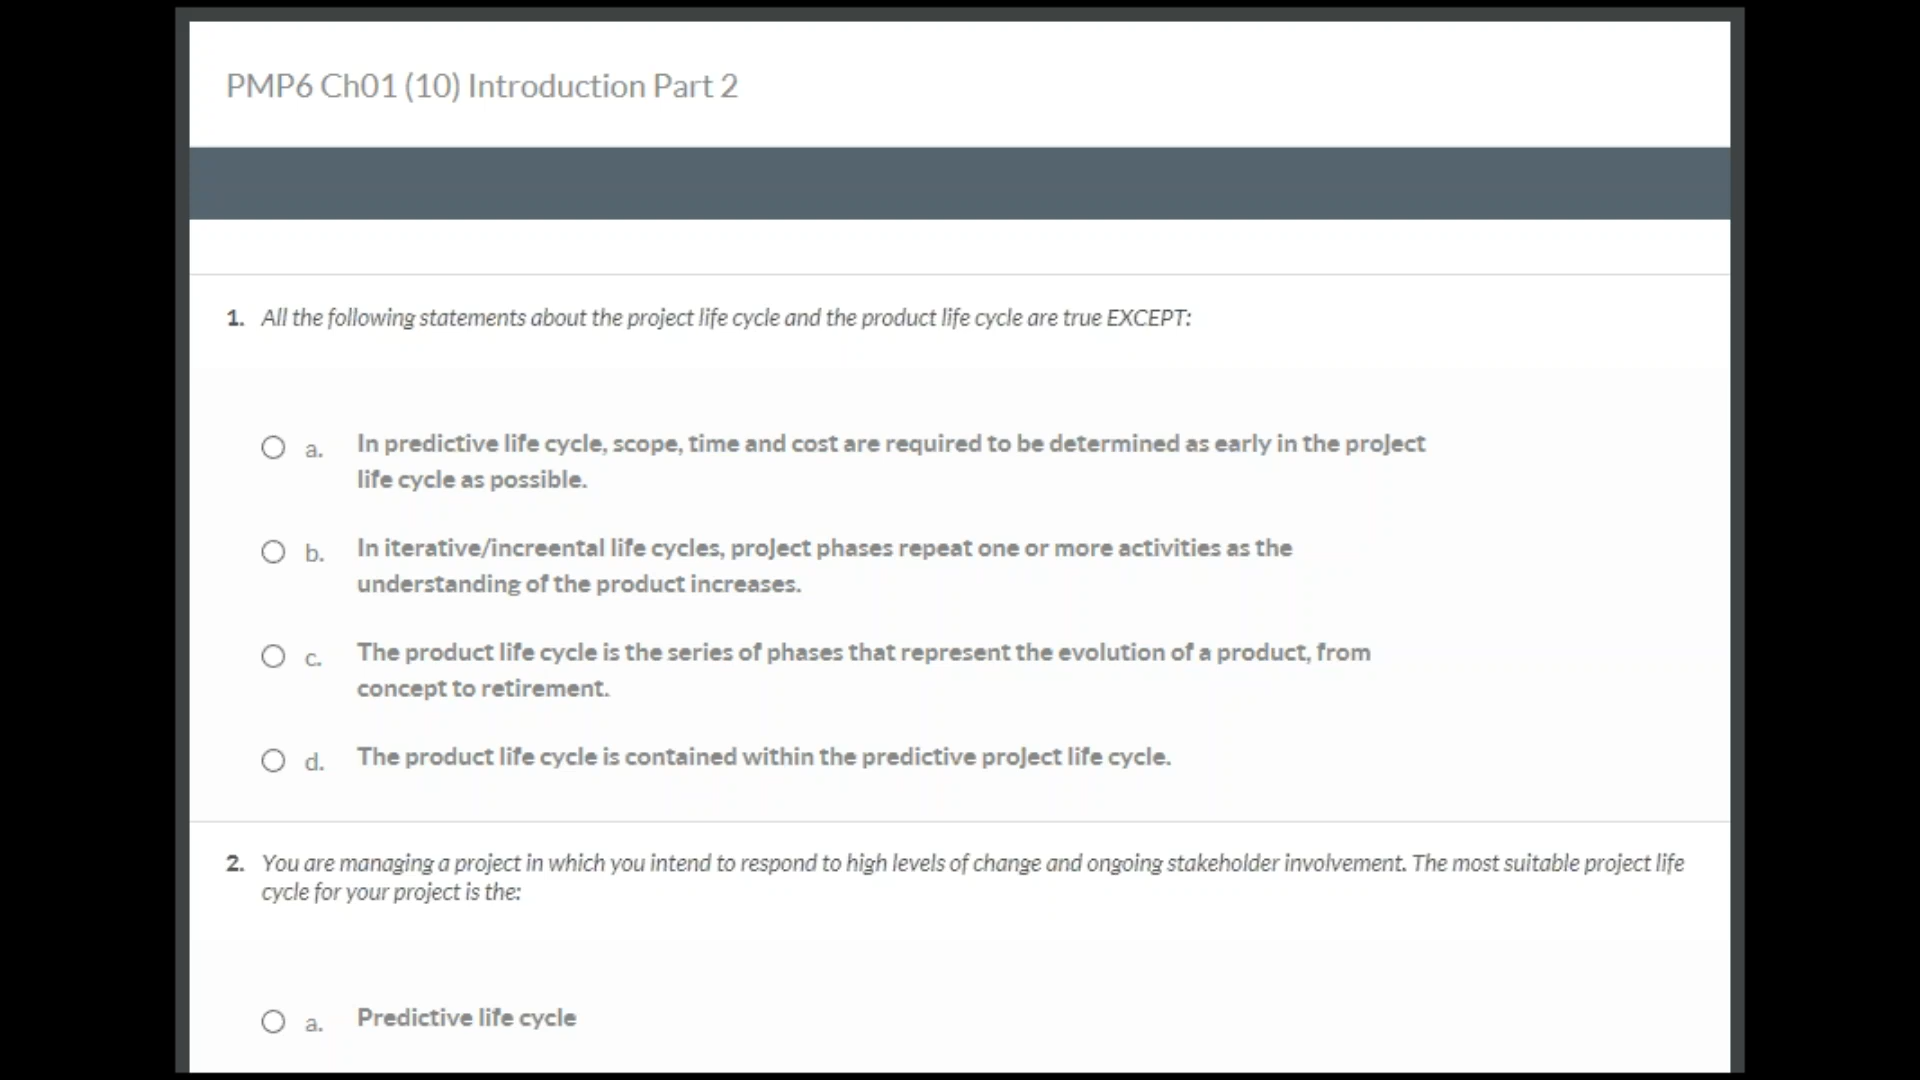 PMP6 Ch01 (10) Introduction Part 2
1. All the following statements about the project life cycle and the product life cycle are true EXCEPT:
a. In predictive life cycle, scope, time and cost are required to be determined as early in the project
life cycle as possible.
b. In iterative/increental life cycles, project phases repeat one or more activities as the
understanding of the product increases.
c. The product life cycle is the series of phases that represent the evolution of a product, from
concept to retirement.
d. The product life cycle is contained within the predictive project life cycle.
2. You are managing a project in which you intend to respond to high levels of change and ongoing stakeholder involvement. The most suitable project life
cycle for your project is the:
a. Predictive life cycle